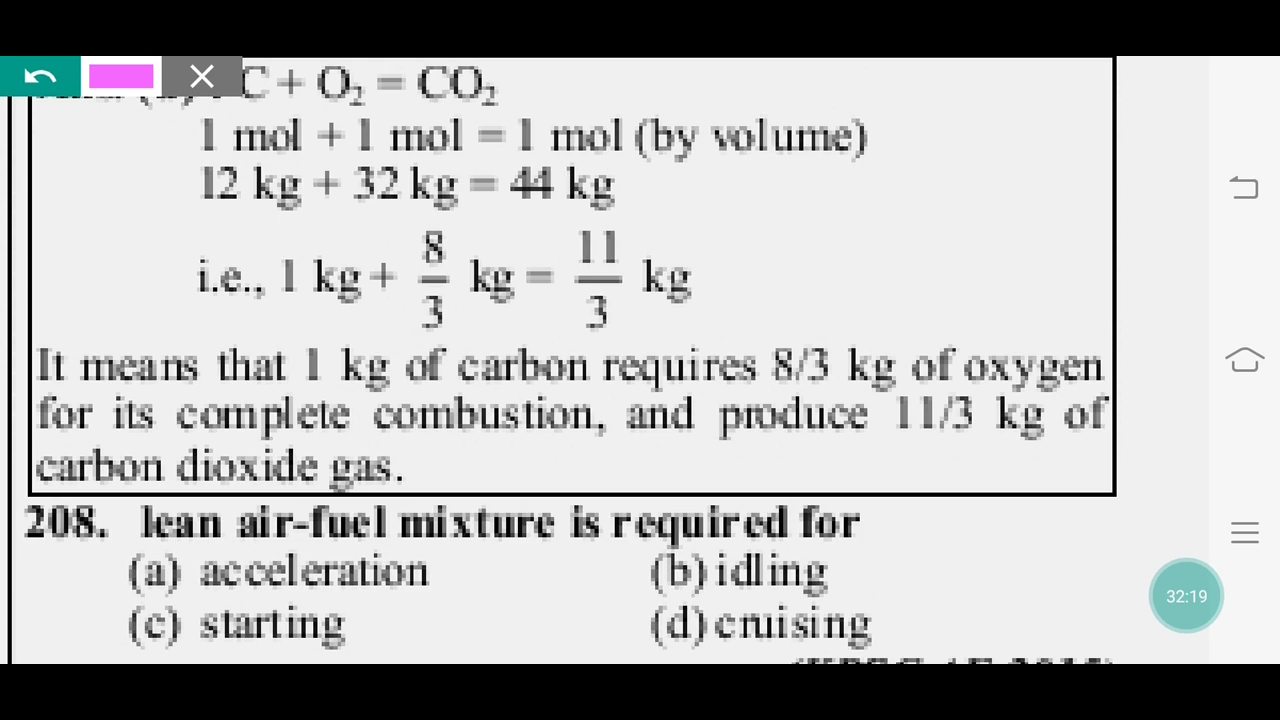 C + O₂ = CO₂
1 mol + 1 mol = 1 mol (by volume)
12 kg + 32 kg = 44 kg
i.e., 1 kg + 8/3 kg = 11/3 kg
It means that 1 kg of carbon requires 8/3 kg of oxygen
for its complete combustion, and produce 11/3 kg of
carbon dioxide gas.
208. lean air-fuel mixture is required for
(a) acceleration (b) idling
(c) starting (d) cruising
32:19